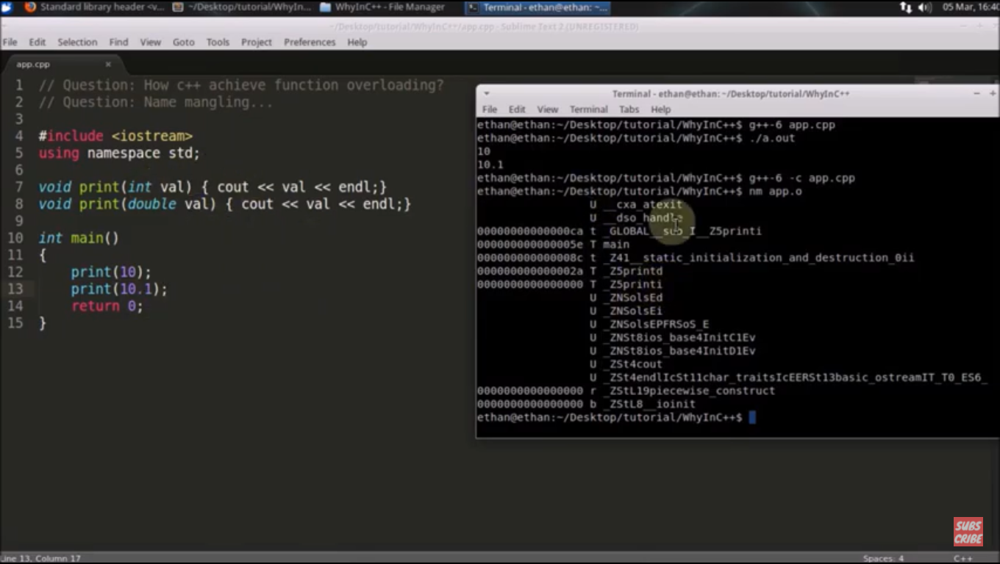 Standard library header <v... ~/Desktop/tutorial/WhyIn... WhyInC++ - File Manager Terminal - ethan@ethan: ~... 05 Mar, 16:40
~/Desktop/tutorial/WhyInC++/app.cpp - Sublime Text 2 (UNREGISTERED)
File Edit Selection Find View Goto Tools Project Preferences Help
app.cpp ×
1 // Question: How c++ achieve function overloading?
2 // Question: Name mangling...
3
4 #include <iostream>
5 using namespace std;
6
7 void print(int val) { cout << val << endl;}
8 void print(double val) { cout << val << endl;}
9
10 int main()
11 {
12 print(10);
13 print(10.1);
14 return 0;
15 }
Terminal - ethan@ethan: ~/Desktop/tutorial/WhyInC++
File Edit View Terminal Tabs Help
ethan@ethan:~/Desktop/tutorial/WhyInC++$ g++-6 app.cpp
ethan@ethan:~/Desktop/tutorial/WhyInC++$ ./a.out
10
10.1
ethan@ethan:~/Desktop/tutorial/WhyInC++$ g++-6 -c app.cpp
ethan@ethan:~/Desktop/tutorial/WhyInC++$ nm app.o
U __cxa_atexit
U __dso_handle
00000000000000ca t _GLOBAL__sub_I__Z5printi
000000000000005e T main
000000000000008c t _Z41__static_initialization_and_destruction_0ii
000000000000002a T _Z5printd
0000000000000000 T _Z5printi
U _ZNSolsEd
U _ZNSolsEi
U _ZNSolsEPFRSoS_E
U _ZNSt8ios_base4InitC1Ev
U _ZNSt8ios_base4InitD1Ev
U _ZSt4cout
U _ZSt4endlIcSt11char_traitsIcEERSt13basic_ostreamIT_T0_ES6_
0000000000000000 r _ZStL19piecewise_construct
0000000000000000 b _ZStL8__ioinit
ethan@ethan:~/Desktop/tutorial/WhyInC++$
SUBS
CRIBE
Line 13, Column 17 Spaces: 4 C++